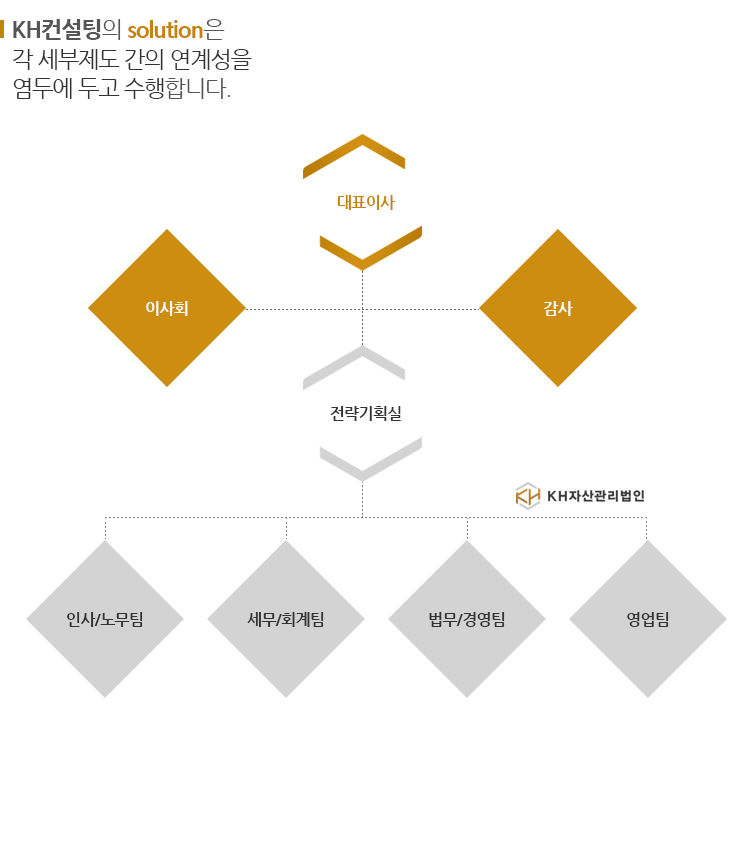 KH컨설팅의 solution은
각 세부제도 간의 연계성을
염두에 두고 수행합니다.
대표이사
이사회
감사
전략기획실
KH자산관리법인
인사/노무팀
세무/회계팀
법무/경영팀
영업팀